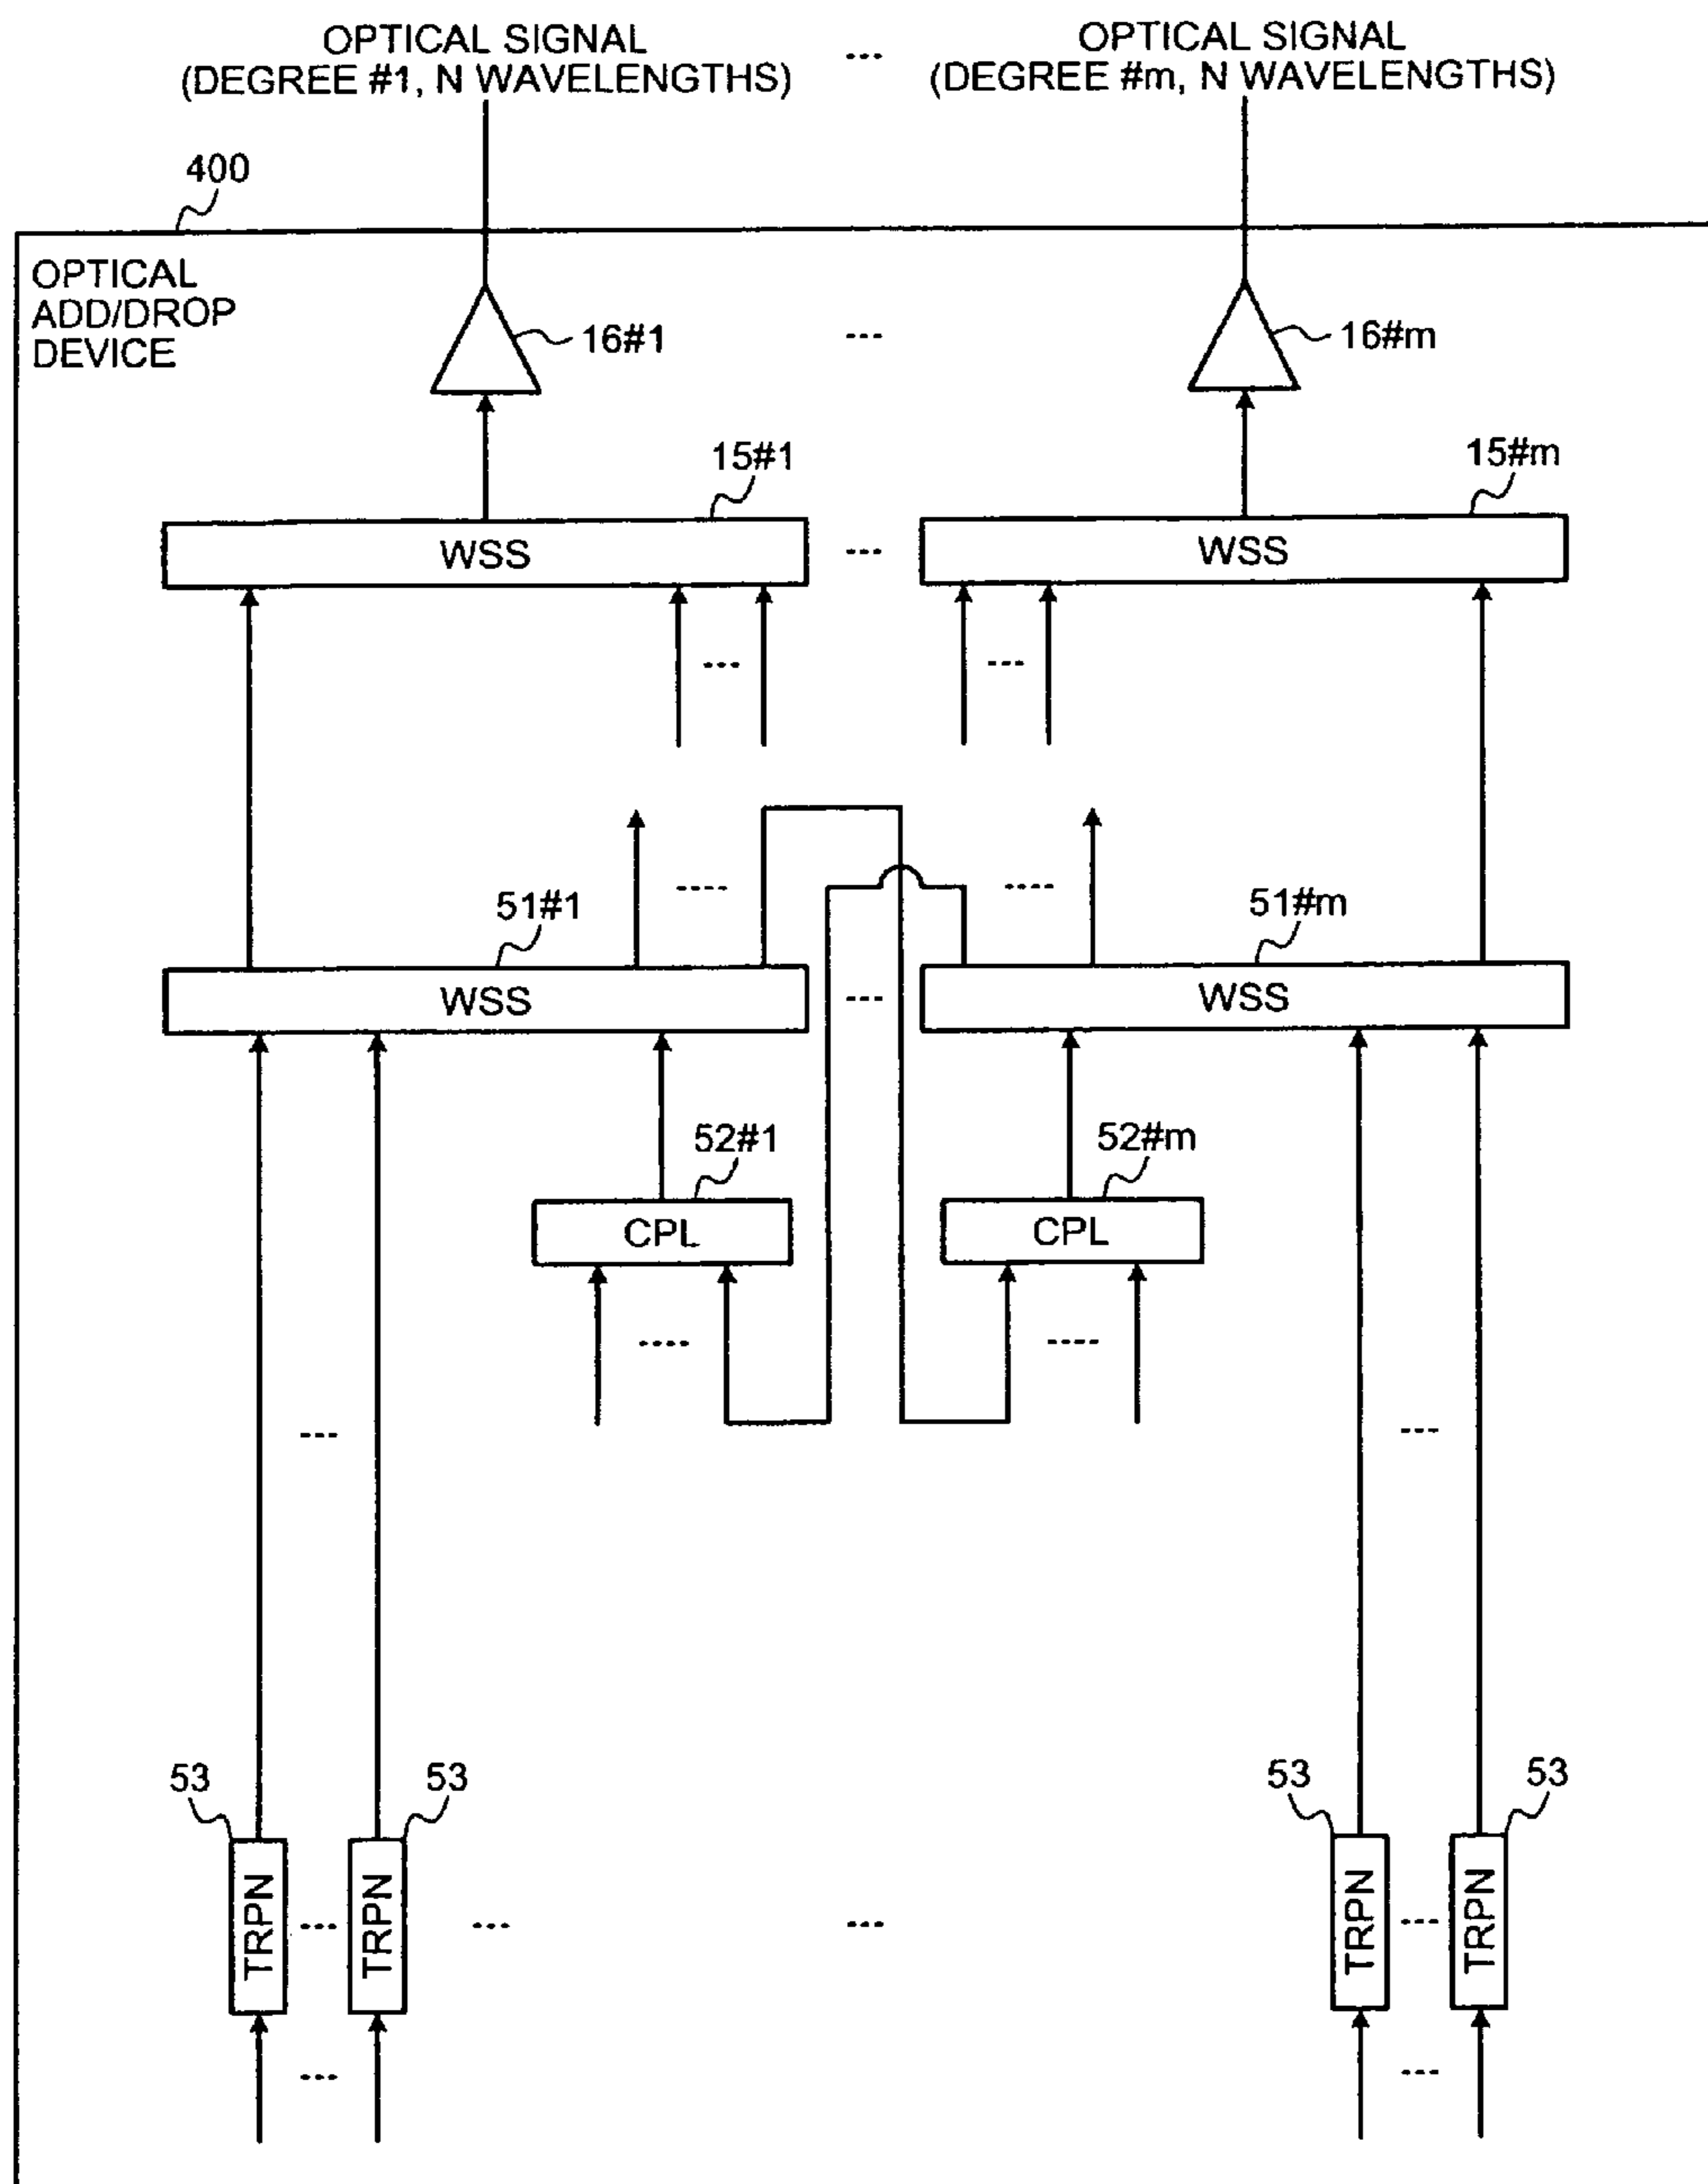 OPTICAL SIGNAL
(DEGREE #1, N WAVELENGTHS)
---
OPTICAL SIGNAL
(DEGREE #m, N WAVELENGTHS)
400
OPTICAL
ADD/DROP
DEVICE
16#1
---
16#m
15#1
15#m
WSS
---
WSS
---
---
----
----
51#1
51#m
WSS
---
WSS
52#1
52#m
CPL
CPL
----
----
---
---
53
53
53
53
TRPN
---
TRPN
---
---
TRPN
---
TRPN
---
---